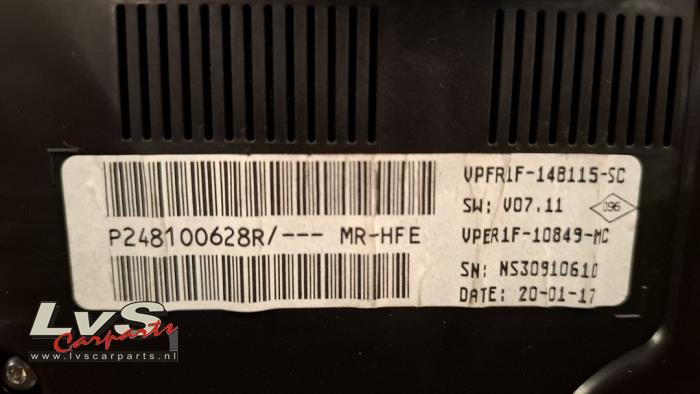 VPFR1F-14B115-SC
SW: V07.11
096
P248100628R/--- MR-HFE
VPER1F-10849-MC
SN: NS30910610
DATE: 20-01-17
LvS
Carparts
www.lvscarparts.nl